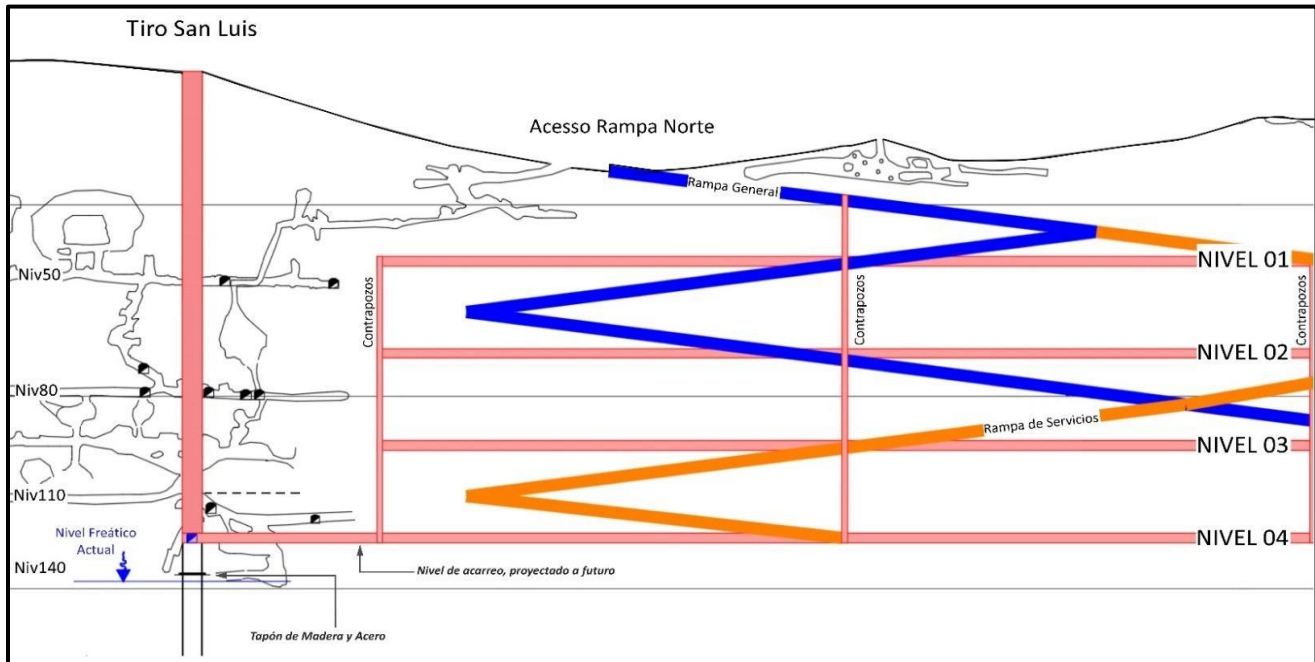 Tiro San Luis
Acesso Rampa Norte
Rampa General
NIVEL 01
Niv50
Contrapozos
Contrapozos
Contrapozos
NIVEL 02
Niv80
Rampa de Servicios
NIVEL 03
Niv110
Nivel Freático
Actual
NIVEL 04
Niv140
Nivel de acarreo, proyectado a futuro
Tapón de Madera y Acero